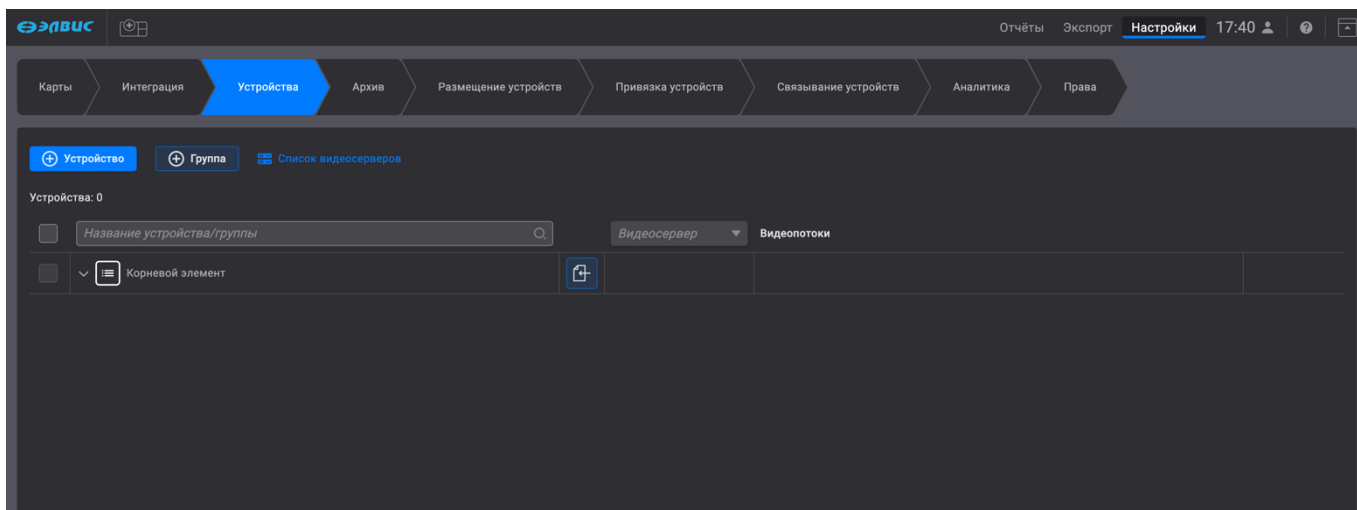 ЭЛВИС
Отчёты Экспорт Настройки 17:40
Карты Интеграция Устройства Архив Размещение устройств Привязка устройств Связывание устройств Аналитика Права
Устройство Группа Список видеосерверов
Устройства: 0
Название устройства/группы Видеосервер Видеопотоки
Корневой элемент